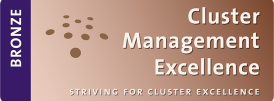 BRONZE
Cluster
Management
Excellence
STRIVING FOR CLUSTER EXCELLENCE